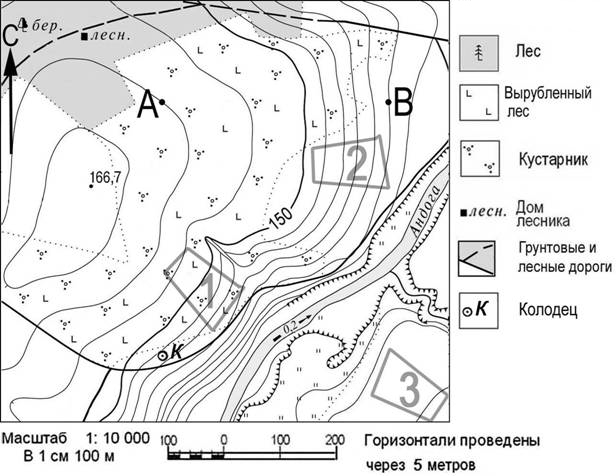 С
бер.
лесн.
А
В
166,7
150
2
1
Андога
0,2
К
3
Лес
Вырубленный
лес
Кустарник
лесн.
Дом
лесника
Грунтовые и
лесные дороги
К
Колодец
Масштаб 1: 10 000
В 1 см 100 м
100 0 100 200
Горизонтали проведены
через 5 метров